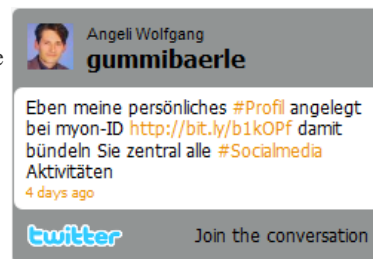 e
Angeli Wolfgang
gummibaerle
Eben meine persönliches #Profil angelegt
bei myon-ID http://bit.ly/b1kOPf damit
bündeln Sie zentral alle #Socialmedia
Aktivitäten
4 days ago
twitter
Join the conversation